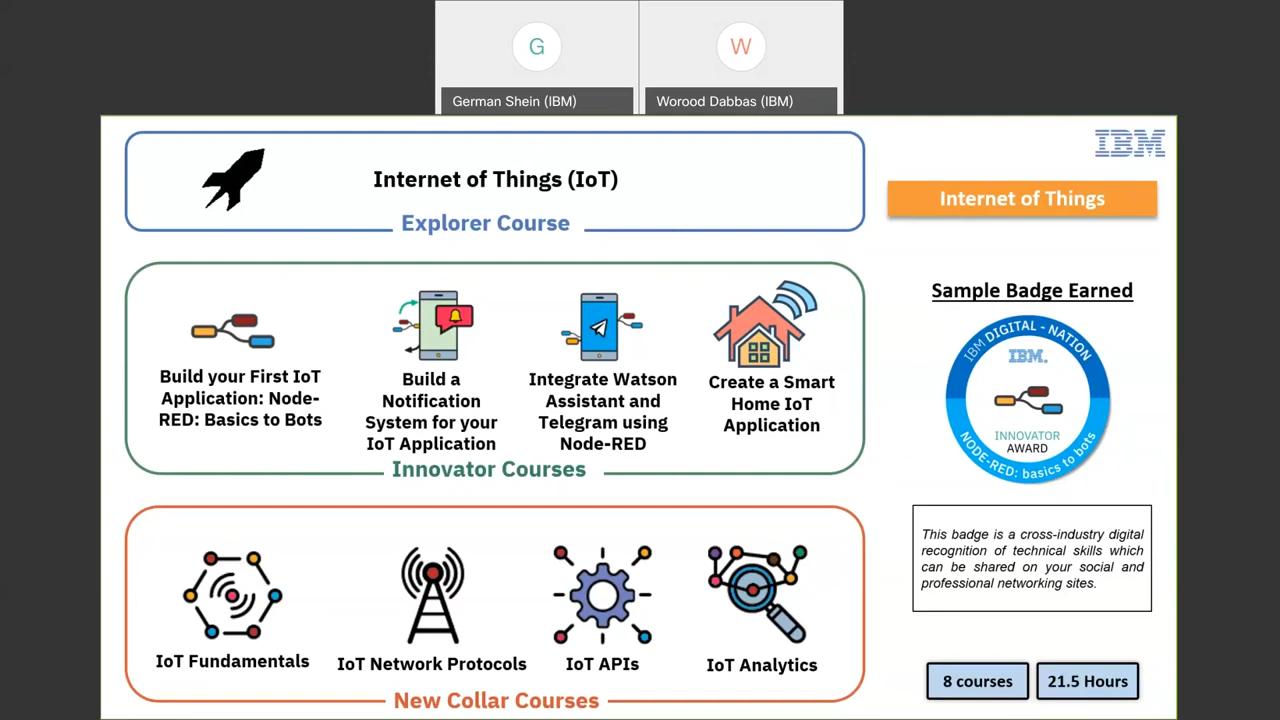 G
W
German Shein (IBM)
Worood Dabbas (IBM)
IBM
Internet of Things (IoT)
Explorer Course
Internet of Things
Build your First IoT
Application: Node-
RED: Basics to Bots
Build a
Notification
System for your
IoT Application
Integrate Watson
Assistant and
Telegram using
Node-RED
Create a Smart
Home IoT
Application
Innovator Courses
IoT Fundamentals
IoT Network Protocols
IoT APIs
IoT Analytics
New Collar Courses
Sample Badge Earned
IBM DIGITAL - NATION
IBM.
INNOVATOR
AWARD
NODE-RED: basics to bots
This badge is a cross-industry digital
recognition of technical skills which
can be shared on your social and
professional networking sites.
8 courses
21.5 Hours